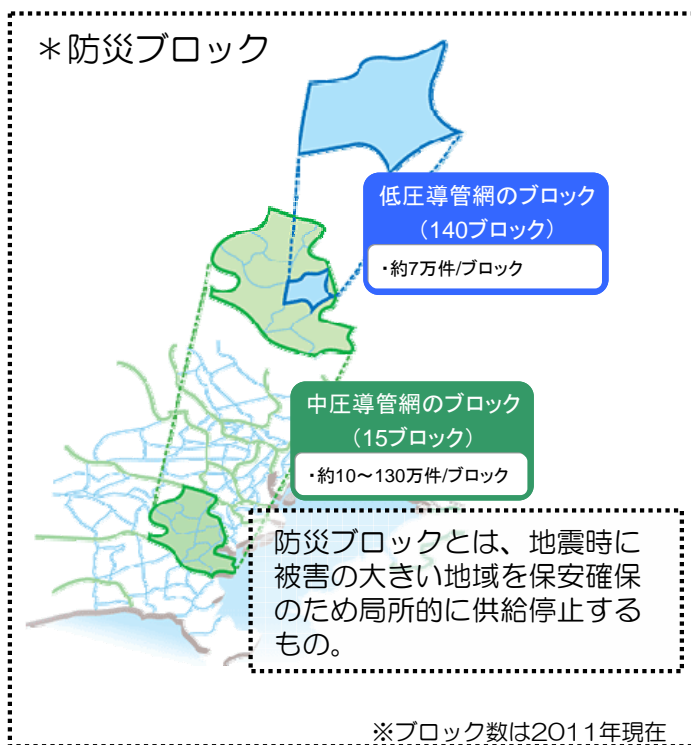 ＊防災ブロック
低圧導管網のブロック
（140ブロック）
・約7万件/ブロック
中圧導管網のブロック
（15ブロック）
・約10～130万件/ブロック
防災ブロックとは、地震時に
被害の大きい地域を保安確保
のため局所的に供給停止する
もの。
※ブロック数は2011年現在